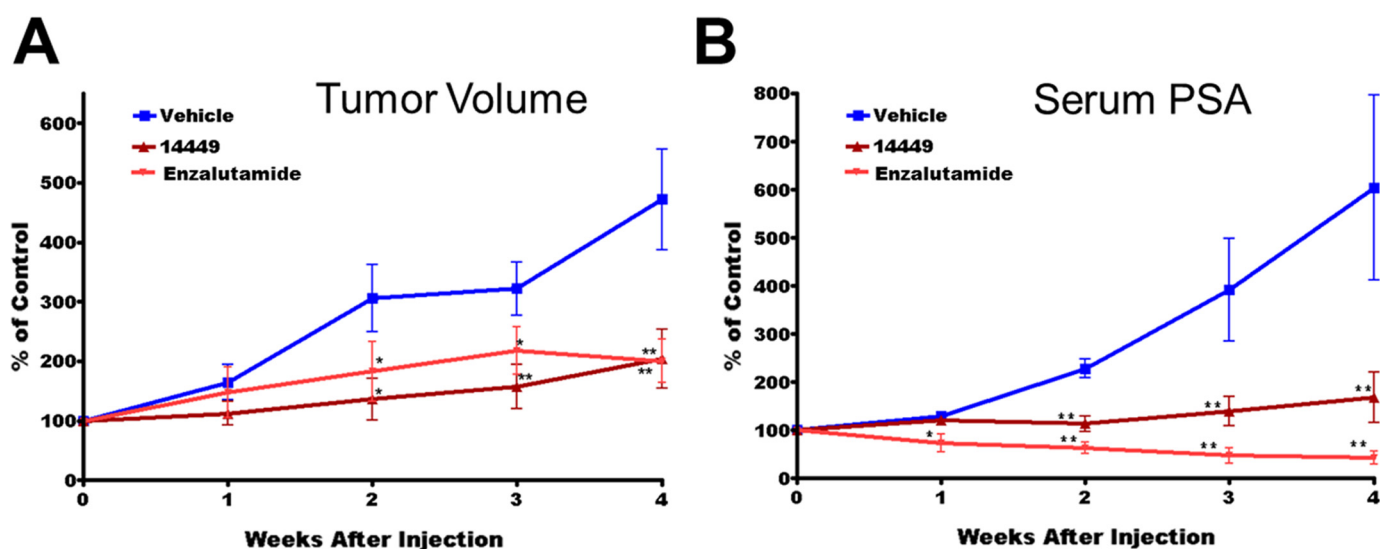 A
Tumor Volume
Vehicle
14449
Enzalutamide
% of Control
600
500
400
300
200
100
0
* * * ** ** **
0 1 2 3 4
Weeks After Injection
B
Serum PSA
Vehicle
14449
Enzalutamide
% of Control
800
700
600
500
400
300
200
100
0
** ** **
* ** ** **
0 1 2 3 4
Weeks After Injection